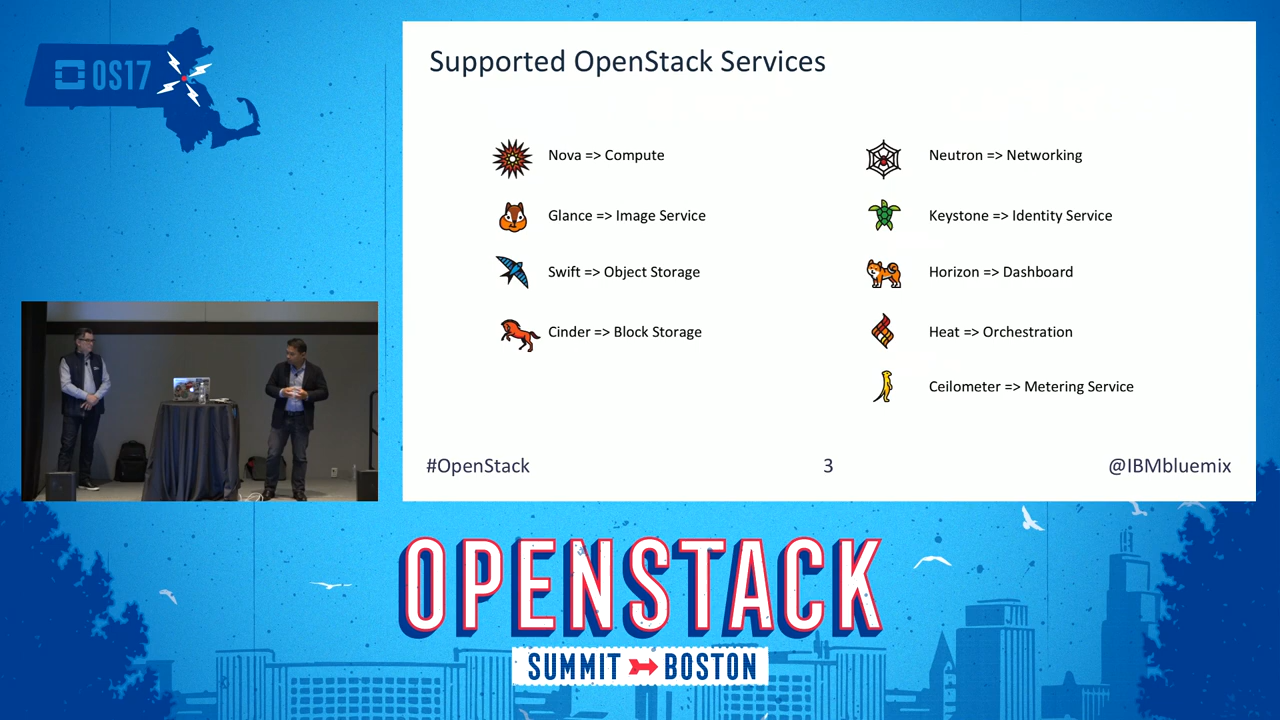 OS17
Supported OpenStack Services
Nova => Compute
Glance => Image Service
Swift => Object Storage
Cinder => Block Storage
Neutron => Networking
Keystone => Identity Service
Horizon => Dashboard
Heat => Orchestration
Ceilometer => Metering Service
#OpenStack
3
@IBMbluemix
OPENSTACK
SUMMIT BOSTON